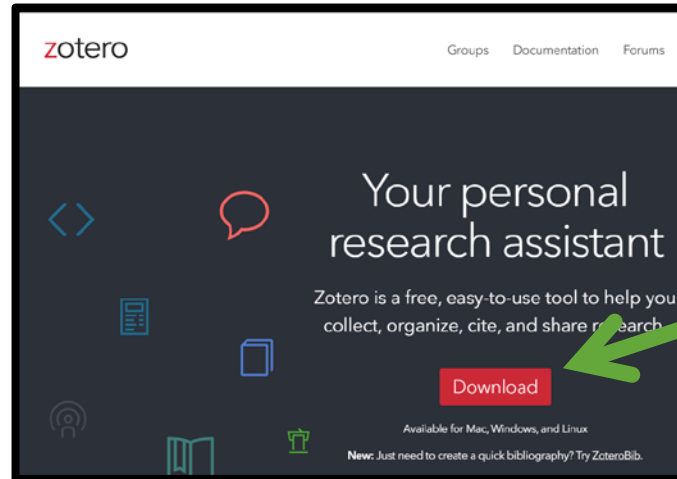 zotero
Groups Documentation Forums
Your personal
research assistant
Zotero is a free, easy-to-use tool to help you
collect, organize, cite, and share research.
Download
Available for Mac, Windows, and Linux
New: Just need to create a quick bibliography? Try ZoteroBib.